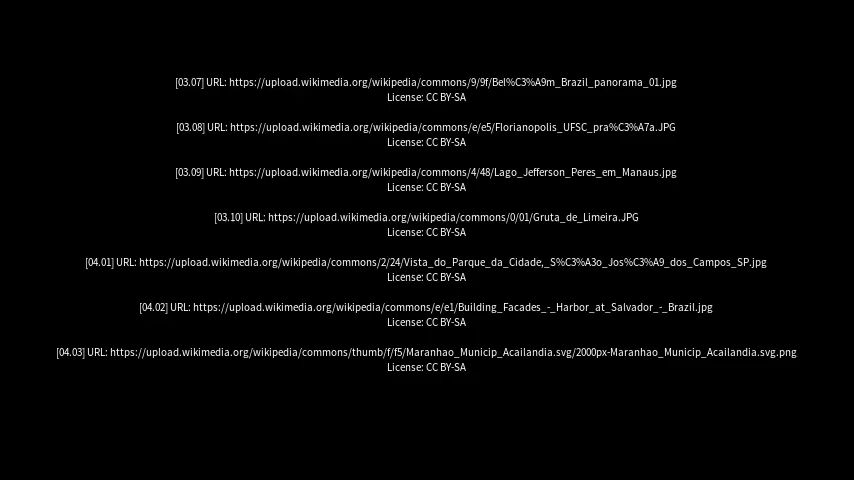 [03.07] URL: https://upload.wikimedia.org/wikipedia/commons/9/9f/Bel%C3%A9m_Brazil_panorama_01.jpg
License: CC BY-SA
[03.08] URL: https://upload.wikimedia.org/wikipedia/commons/e/e5/Florianopolis_UFSC_pra%C3%A7a.JPG
License: CC BY-SA
[03.09] URL: https://upload.wikimedia.org/wikipedia/commons/4/48/Lago_Jefferson_Peres_em_Manaus.jpg
License: CC BY-SA
[03.10] URL: https://upload.wikimedia.org/wikipedia/commons/0/01/Gruta_de_Limeira.JPG
License: CC BY-SA
[04.01] URL: https://upload.wikimedia.org/wikipedia/commons/2/24/Vista_do_Parque_da_Cidade,_S%C3%A3o_Jos%C3%A9_dos_Campos_SP.jpg
License: CC BY-SA
[04.02] URL: https://upload.wikimedia.org/wikipedia/commons/e/e1/Building_Facades_-_Harbor_at_Salvador_-_Brazil.jpg
License: CC BY-SA
[04.03] URL: https://upload.wikimedia.org/wikipedia/commons/thumb/f/f5/Maranhao_Municip_Acailandia.svg/2000px-Maranhao_Municip_Acailandia.svg.png
License: CC BY-SA